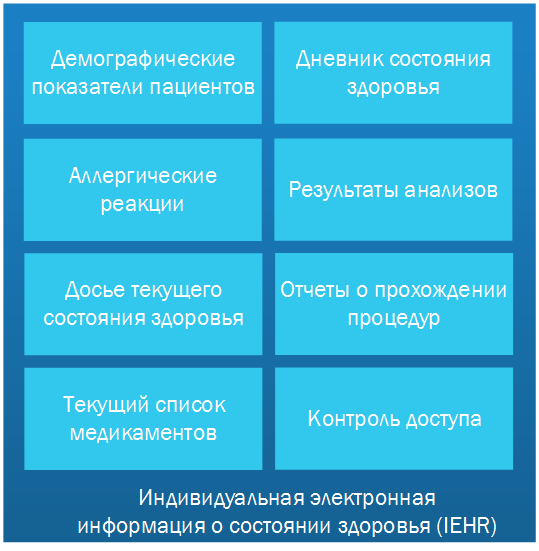 Демографические
показатели пациентов
Дневник состояния
здоровья
Аллергические
реакции
Результаты анализов
Досье текущего
состояния здоровья
Отчеты о прохождении
процедур
Текущий список
медикаментов
Контроль доступа
Индивидуальная электронная
информация о состоянии здоровья (IEHR)